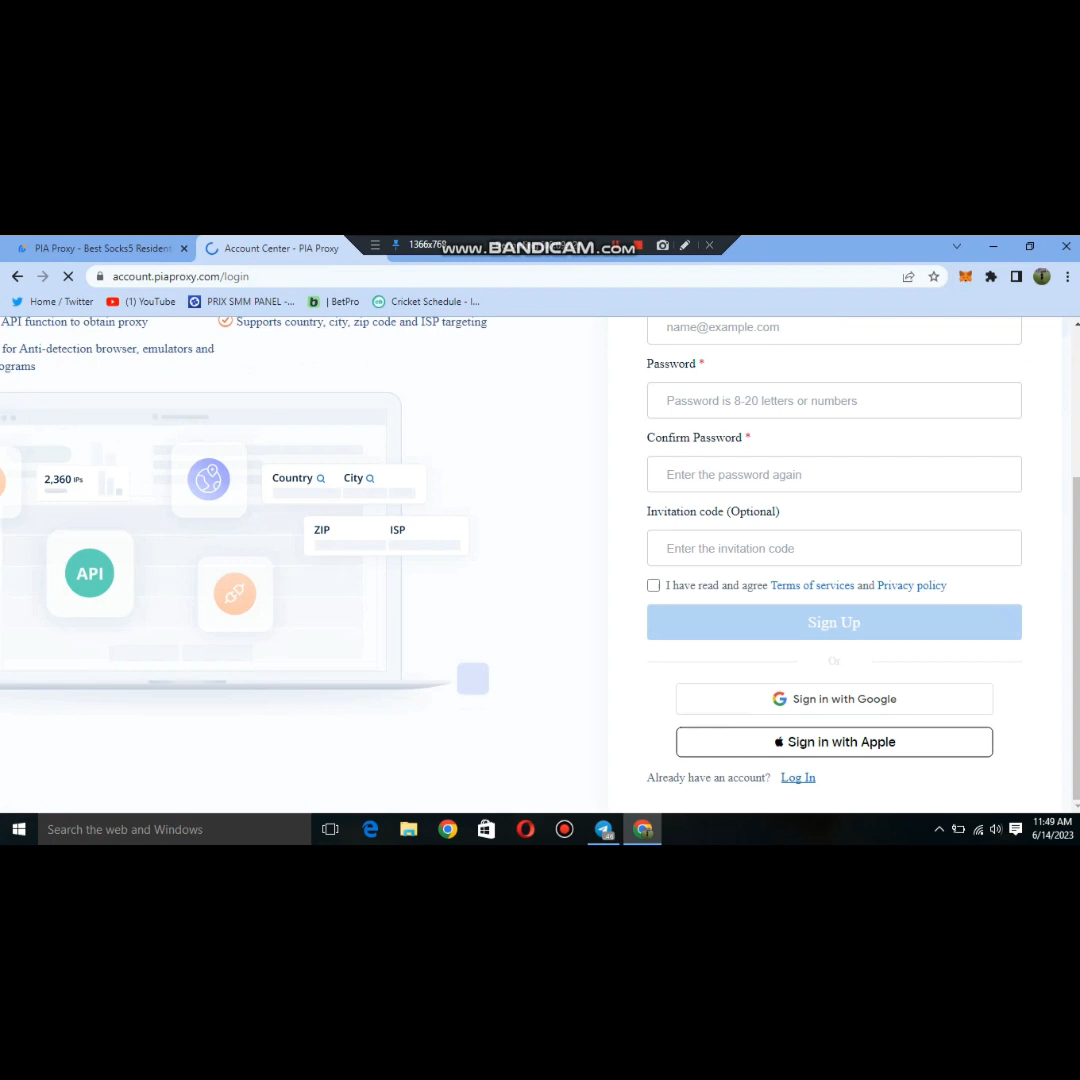 PIA Proxy - Best Socks5 Resident
Account Center - PIA Proxy
1366x768
www.BANDICAM.com
account.piaproxy.com/login
Home / Twitter
(1) YouTube
PRIX SMM PANEL -...
| BetPro
Cricket Schedule - I...
API function to obtain proxy
Supports country, city, zip code and ISP targeting
for Anti-detection browser, emulators and
ograms
2,360 IPs
Country
City
ZIP
ISP
API
name@example.com
Password *
Password is 8-20 letters or numbers
Confirm Password *
Enter the password again
Invitation code (Optional)
Enter the invitation code
I have read and agree Terms of services and Privacy policy
Sign Up
Or
Sign in with Google
Sign in with Apple
Already have an account? Log In
Search the web and Windows
11:49 AM
6/14/2023